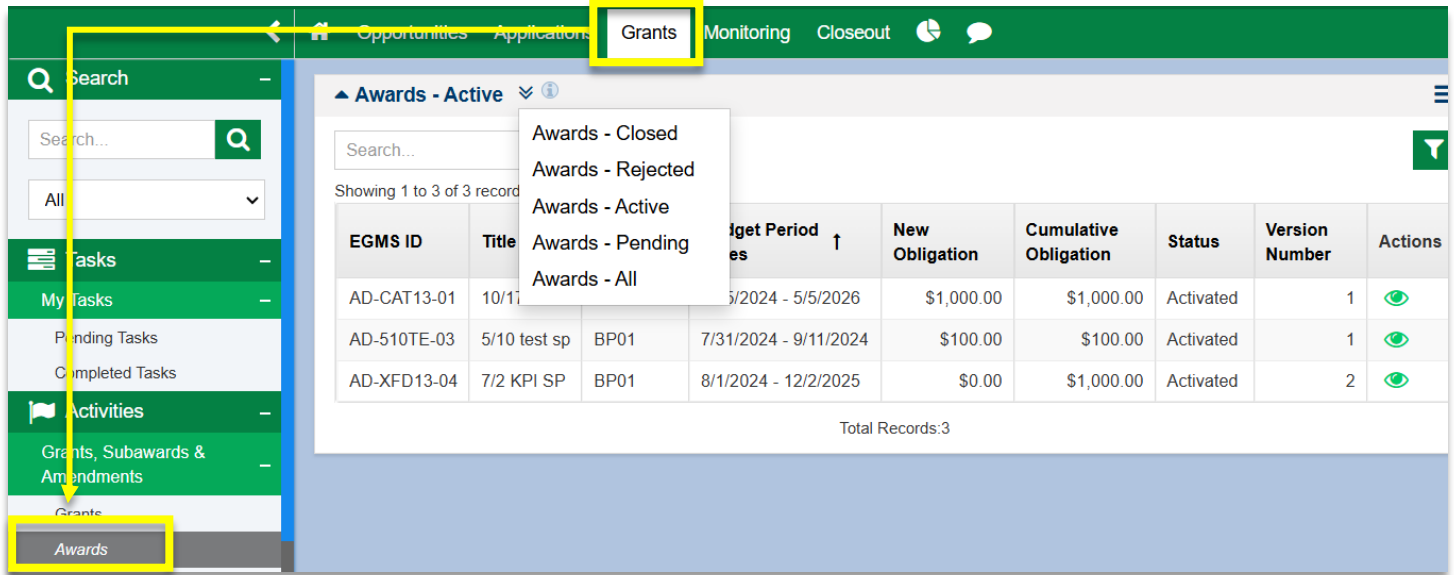 Opportunities Applications Grants Monitoring Closeout
Search
Search...
All
Tasks
My Tasks
Pending Tasks
Completed Tasks
Activities
Grants, Subawards &
Amendments
Grants
Awards
Awards - Active
Awards - Closed
Awards - Rejected
Awards - Active
Awards - Pending
Awards - All
Search...
Showing 1 to 3 of 3 record
EGMS ID Title New Obligation Cumulative Obligation Status Version Number Actions
AD-CAT13-01 5/2024 - 5/5/2026 $1,000.00 $1,000.00 Activated 1
AD-510TE-03 5/10 test sp BP01 7/31/2024 - 9/11/2024 $100.00 $100.00 Activated 1
AD-XFD13-04 7/2 KPI SP BP01 8/1/2024 - 12/2/2025 $0.00 $1,000.00 Activated 2
Total Records:3